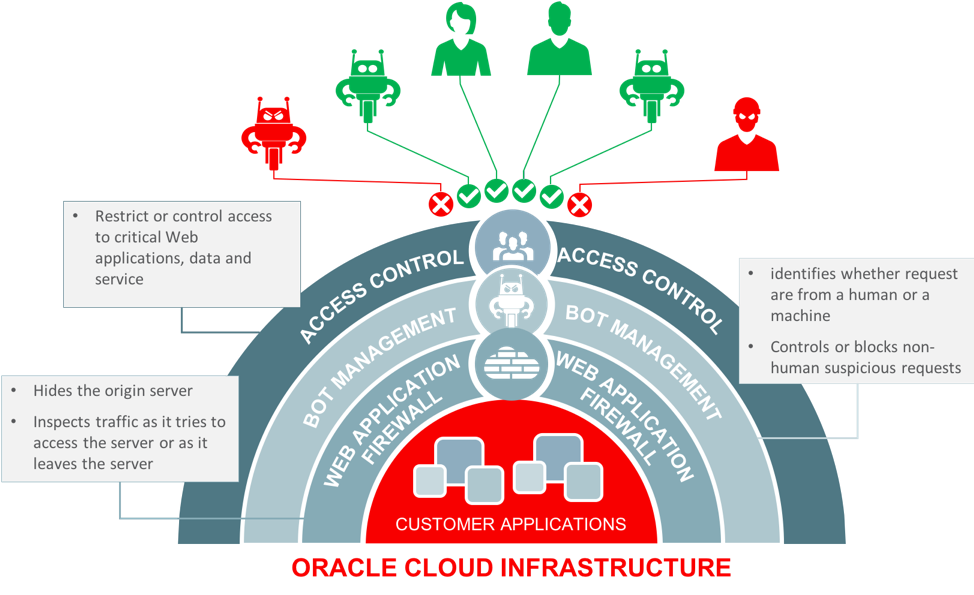 • Restrict or control access
to critical Web
applications, data and
service
ACCESS CONTROL
ACCESS CONTROL
• identifies whether request
are from a human or a
machine
• Controls or blocks non-
human suspicious requests
BOT MANAGEMENT
BOT MANAGEMENT
• Hides the origin server
• Inspects traffic as it tries to
access the server or as it
leaves the server
WEB APPLICATION
FIREWALL
WEB APPLICATION
FIREWALL
CUSTOMER APPLICATIONS
ORACLE CLOUD INFRASTRUCTURE